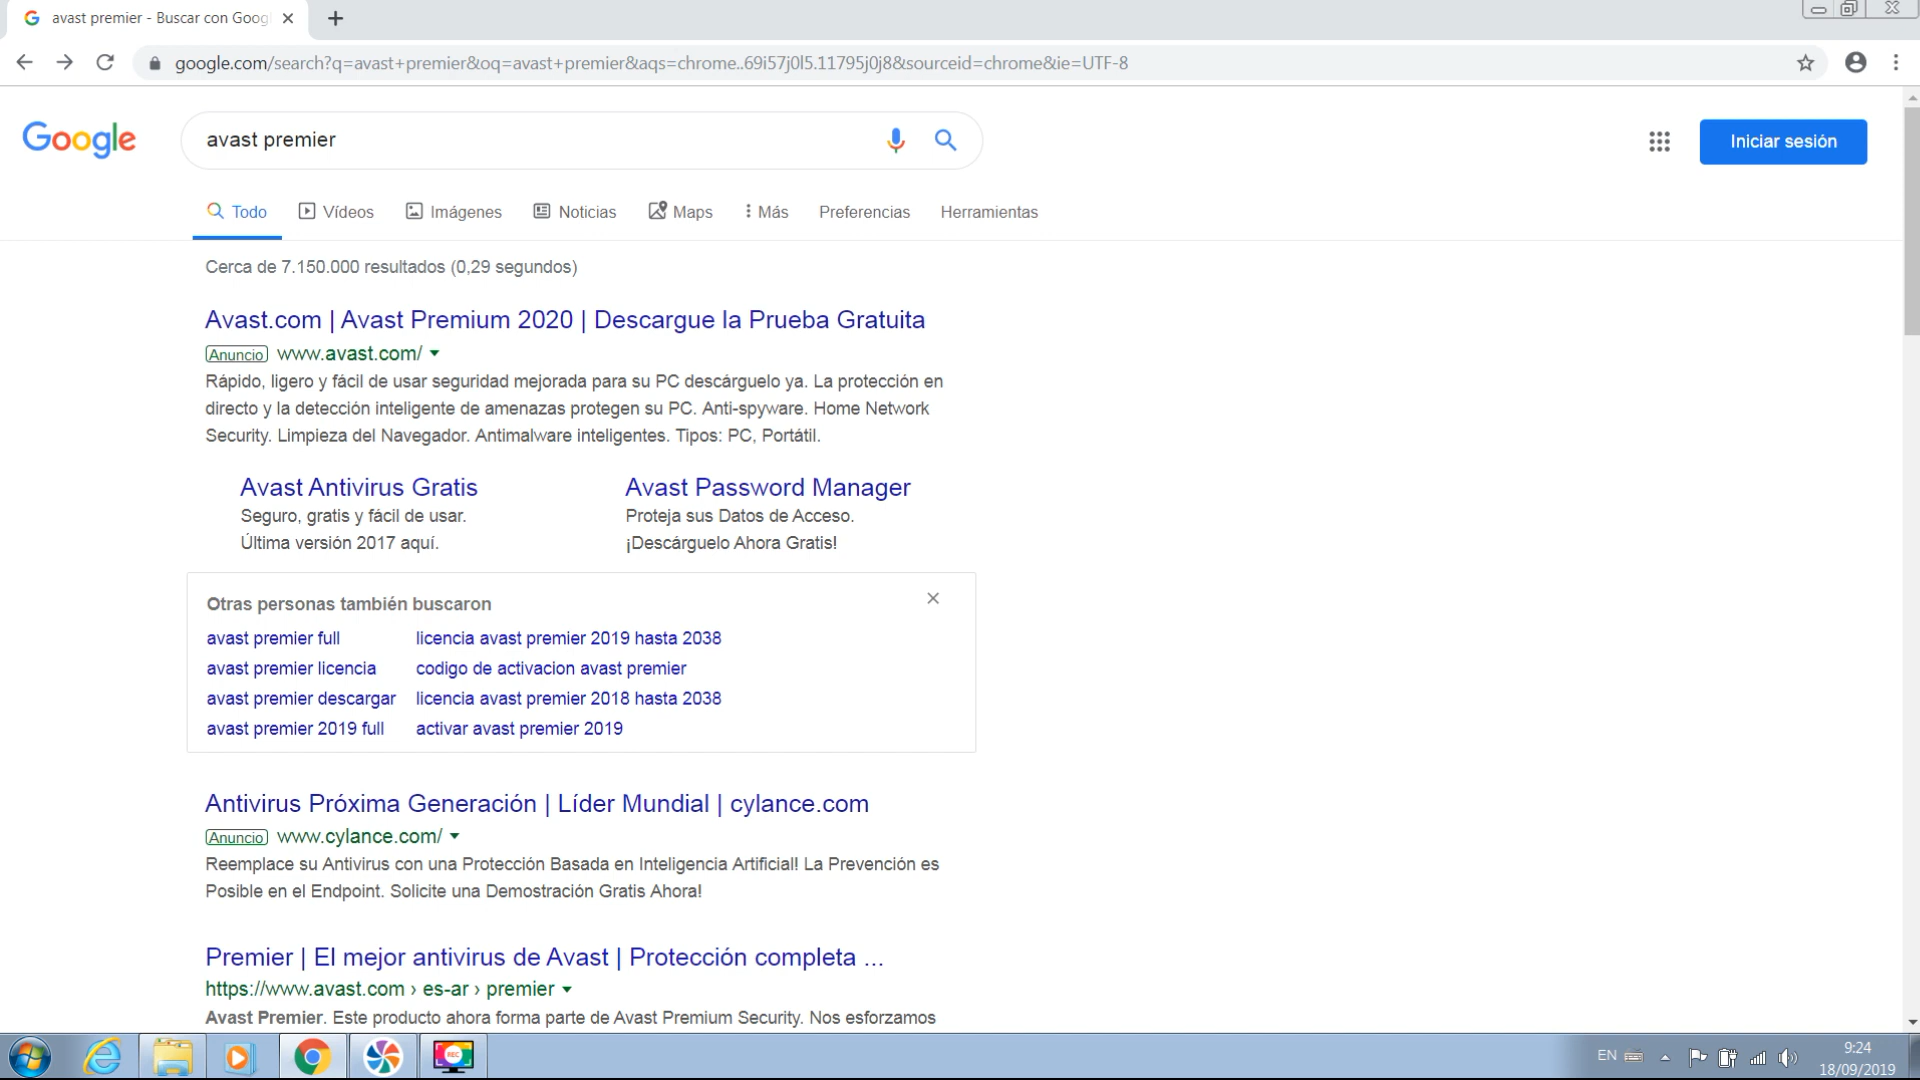 avast premier - Buscar con Goog
google.com/search?q=avast+premier&oq=avast+premier&aqs=chrome..69i57j0l5.11795j0j8&sourceid=chrome&ie=UTF-8
Google
avast premier
Iniciar sesión
Todo Vídeos Imágenes Noticias Maps Más Preferencias Herramientas
Cerca de 7.150.000 resultados (0,29 segundos)
Avast.com | Avast Premium 2020 | Descargue la Prueba Gratuita
Anuncio www.avast.com/
Rápido, ligero y fácil de usar seguridad mejorada para su PC descárguelo ya. La protección en
directo y la detección inteligente de amenazas protegen su PC. Anti-spyware. Home Network
Security. Limpieza del Navegador. Antimalware inteligentes. Tipos: PC, Portátil.
Avast Antivirus Gratis
Seguro, gratis y fácil de usar.
Última versión 2017 aquí.
Avast Password Manager
Proteja sus Datos de Acceso.
¡Descárguelo Ahora Gratis!
Otras personas también buscaron
avast premier full
avast premier licencia
avast premier descargar
avast premier 2019 full
licencia avast premier 2019 hasta 2038
codigo de activacion avast premier
licencia avast premier 2018 hasta 2038
activar avast premier 2019
Antivirus Próxima Generación | Líder Mundial | cylance.com
Anuncio www.cylance.com/
Reemplace su Antivirus con una Protección Basada en Inteligencia Artificial! La Prevención es
Posible en el Endpoint. Solicite una Demostración Gratis Ahora!
Premier | El mejor antivirus de Avast | Protección completa ...
https://www.avast.com › es-ar › premier
Avast Premier. Este producto ahora forma parte de Avast Premium Security. Nos esforzamos
REC
EN
9:24
18/09/2019